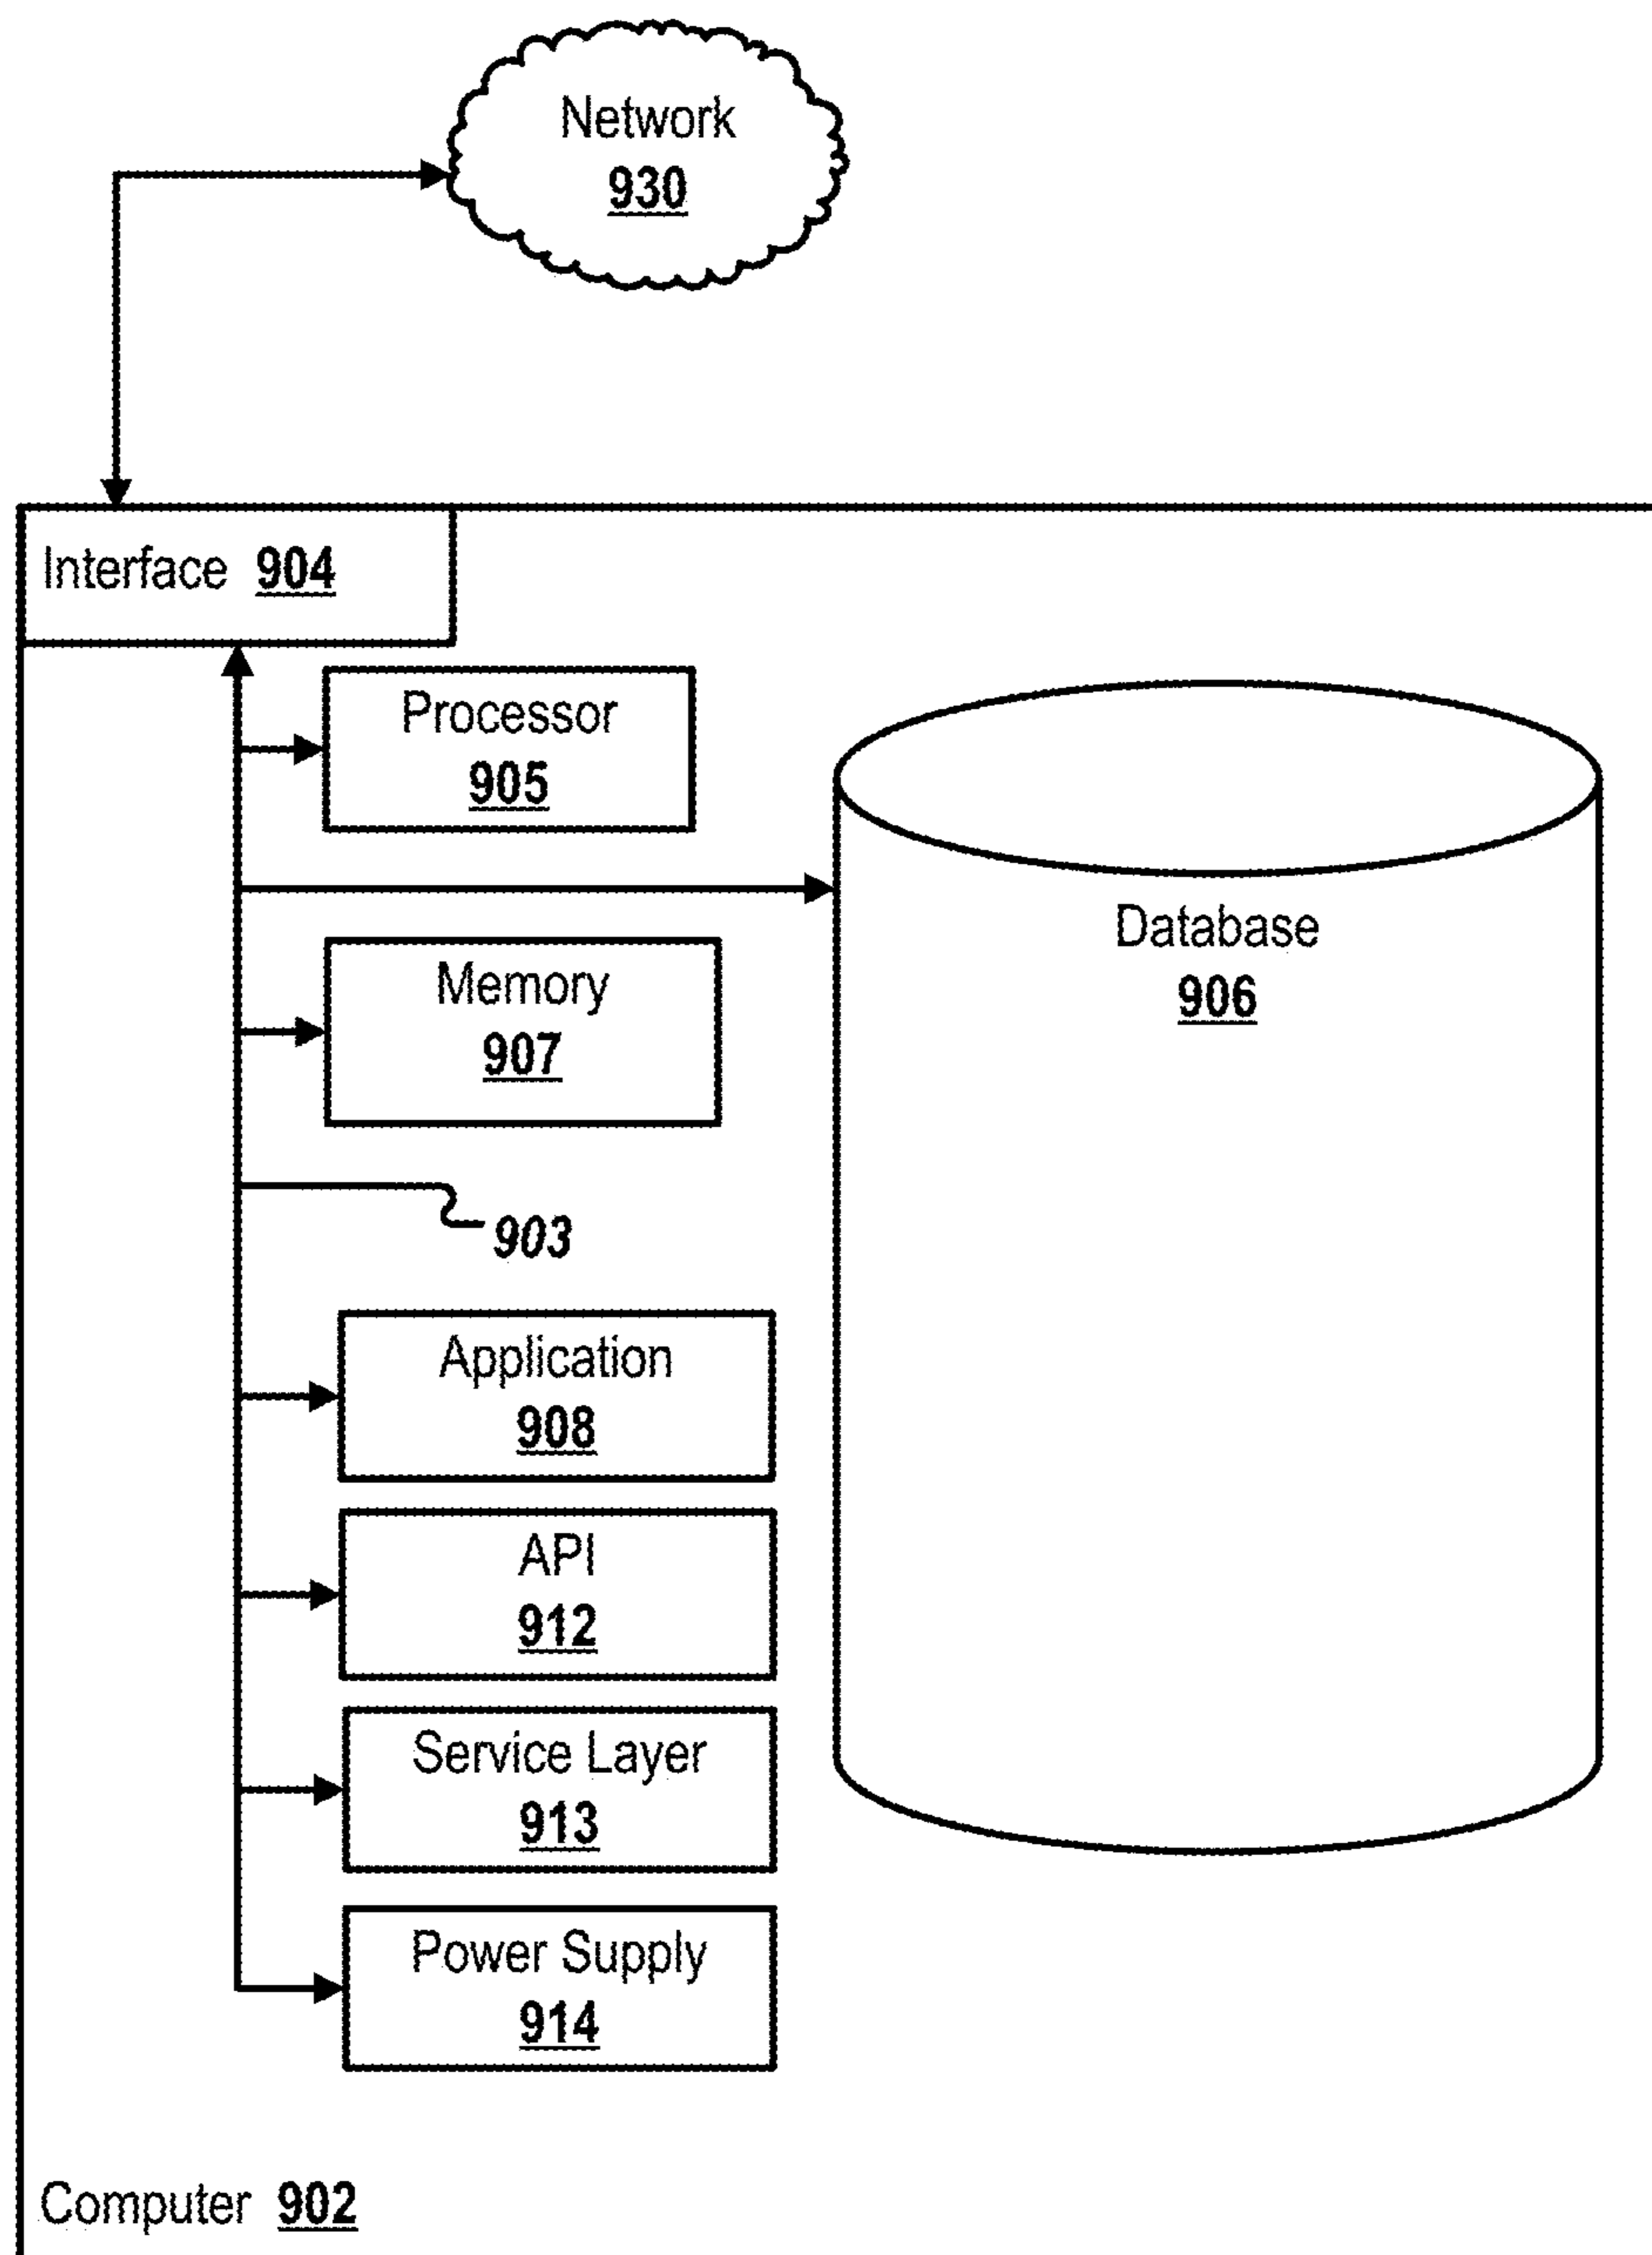 Network
930
Interface 904
Processor
905
Database
906
Memory
907
903
Application
908
API
912
Service Layer
913
Power Supply
914
Computer 902